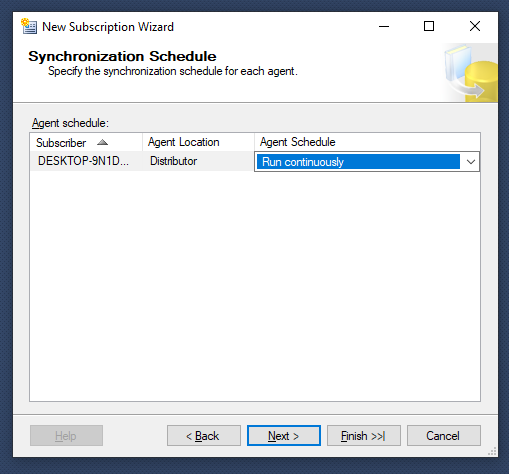 New Subscription Wizard
Synchronization Schedule
Specify the synchronization schedule for each agent.
Agent schedule:
Subscriber Agent Location Agent Schedule
DESKTOP-9N1D... Distributor Run continuously
Help < Back Next > Finish >>| Cancel